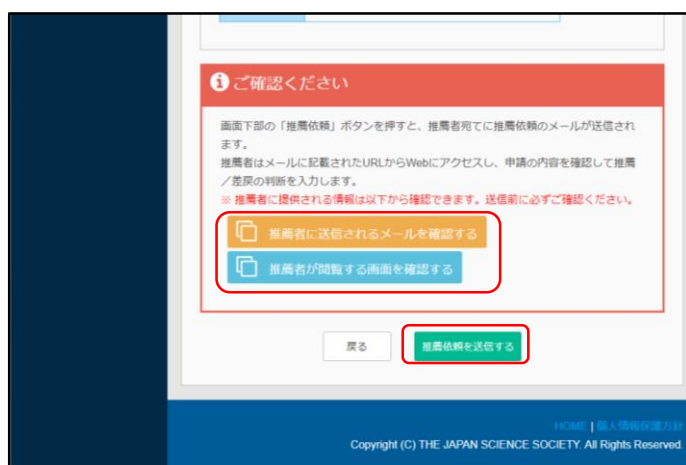 ご確認ください
画面下部の「推薦依頼」ボタンを押すと、推薦者宛てに推薦依頼のメールが送信され
ます。
推薦者はメールに記載されたURLからWebにアクセスし、申請の内容を確認して推薦
／差戻の判断を入力します。
※ 推薦者に提供される情報は以下から確認できます。送信前に必ずご確認ください。
推薦者に送信されるメールを確認する
推薦者が閲覧する画面を確認する
戻る 推薦依頼を送信する
HOME | 個人情報保護方針
Copyright (C) THE JAPAN SCIENCE SOCIETY. All Rights Reserved.